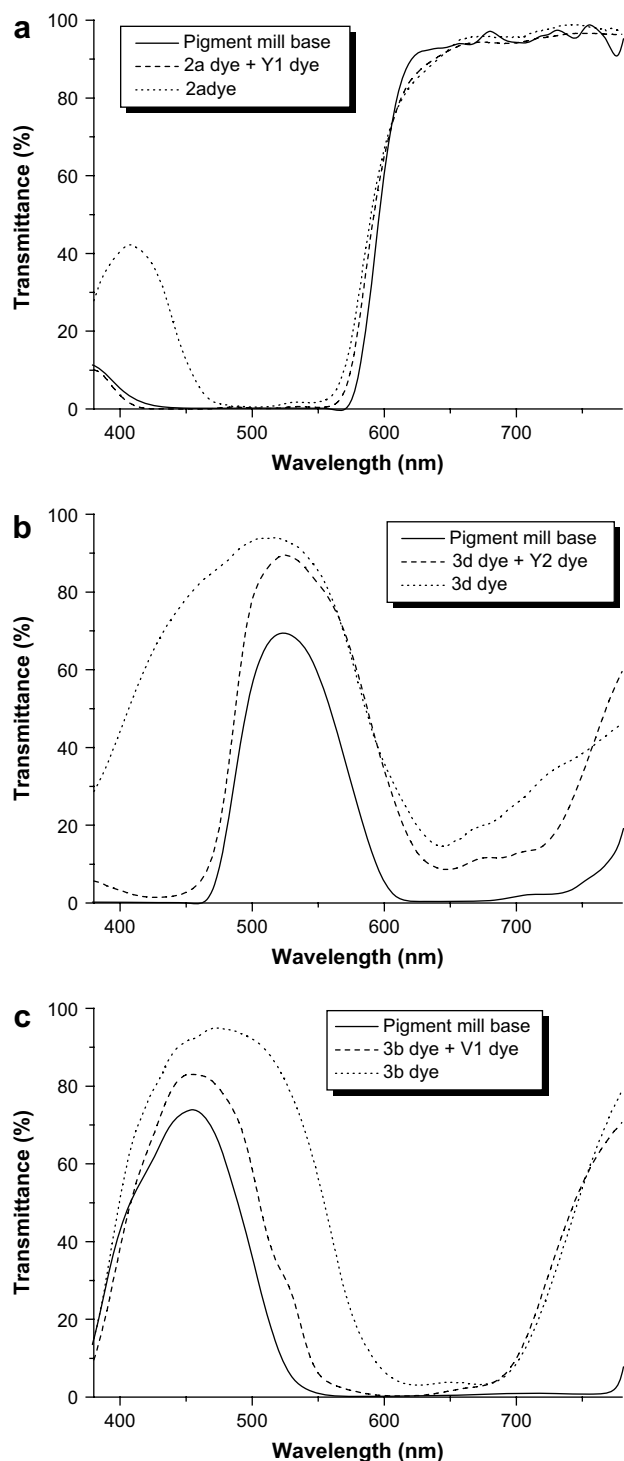 a
Pigment mill base
2a dye + Y1 dye
2adye
Transmittance (%)
100
80
60
40
20
0
400 500 600 700
Wavelength (nm)
b
Pigment mill base
3d dye + Y2 dye
3d dye
Transmittance (%)
100
80
60
40
20
0
400 500 600 700
Wavelength (nm)
c
Pigment mill base
3b dye + V1 dye
3b dye
Transmittance (%)
100
80
60
40
20
0
400 500 600 700
Wavelength (nm)